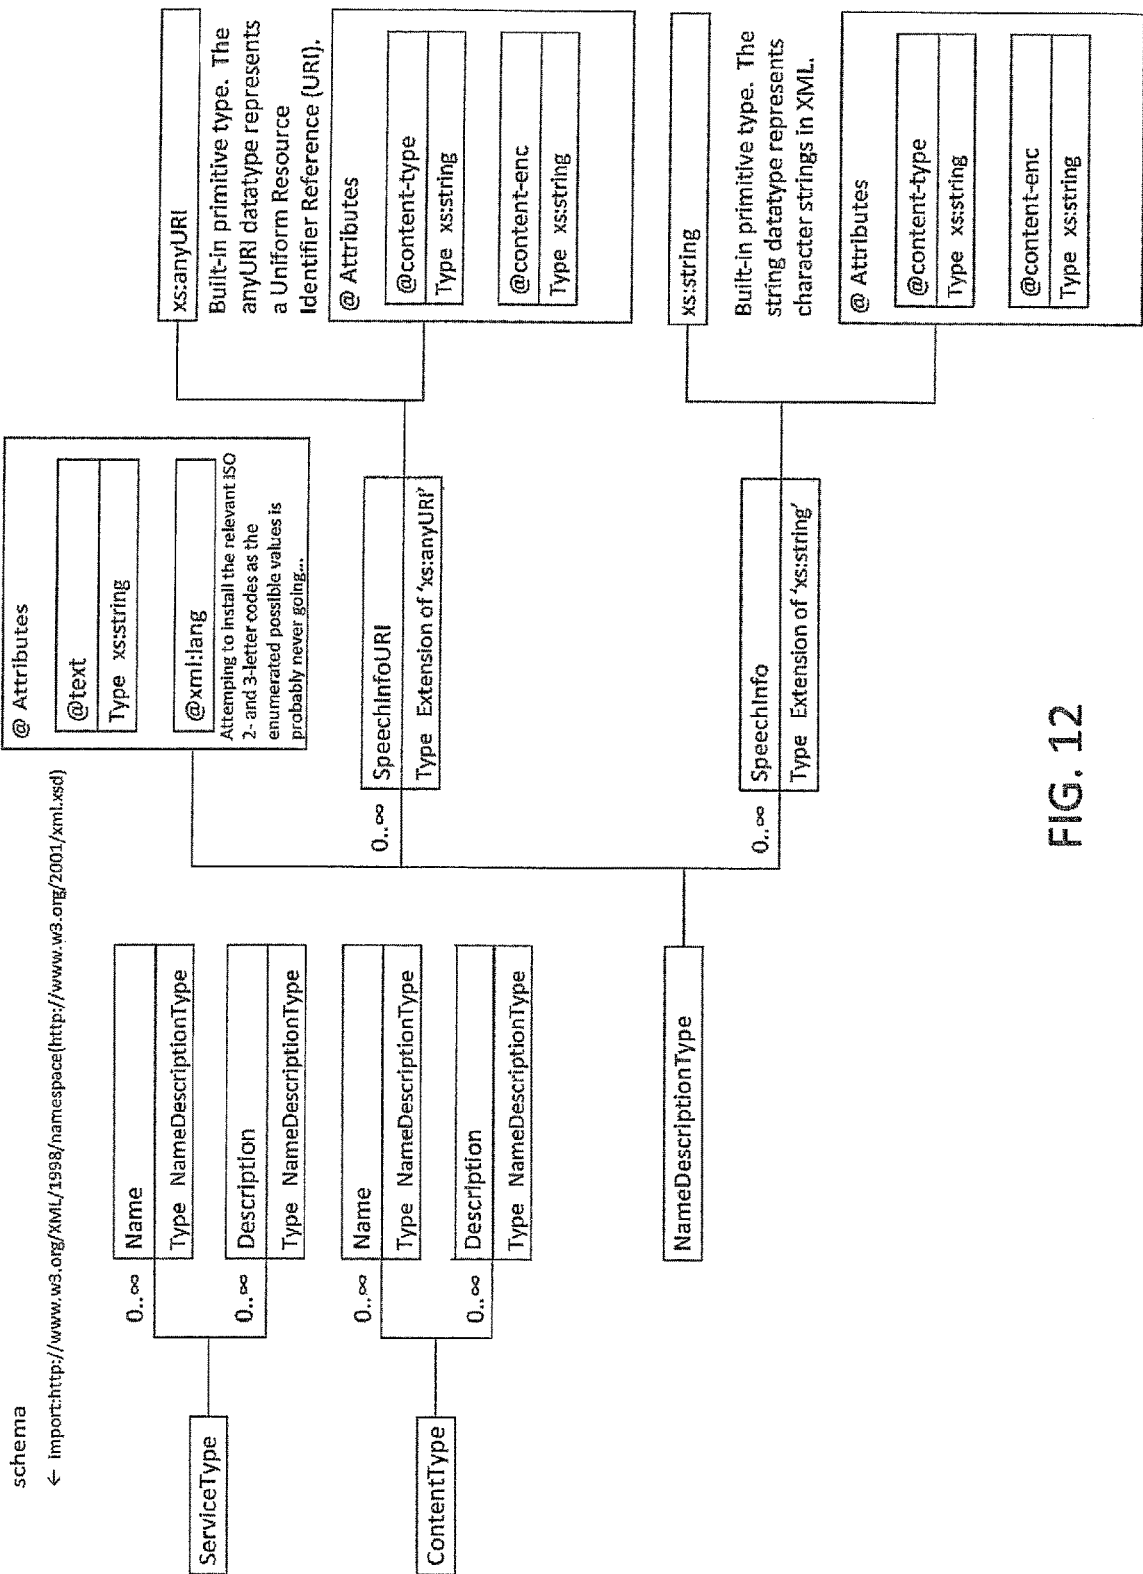 schema
← import:http://www.w3.org/XML/1998/namespace(http://www.w3.org/2001/xml.xsd)
ServiceType
0..∞
Name
Type NameDescriptionType
0..∞
Description
Type NameDescriptionType
ContentType
0..∞
Name
Type NameDescriptionType
0..∞
Description
Type NameDescriptionType
NameDescriptionType
@ Attributes
@text
Type xs:string
@xml:lang
Attemping to install the relevant ISO
2- and 3-letter codes as the
enumerated possible values is
probably never going...
0..∞
SpeechInfoURI
Type Extension of 'xs:anyURI'
xs:anyURI
Built-in primitive type. The
anyURI datatype represents
a Uniform Resource
Identifier Reference (URI).
@ Attributes
@content-type
Type xs:string
@content-enc
Type xs:string
0..∞
SpeechInfo
Type Extension of 'xs:string'
xs:string
Built-in primitive type. The
string datatype represents
character strings in XML.
@ Attributes
@content-type
Type xs:string
@content-enc
Type xs:string
FIG. 12